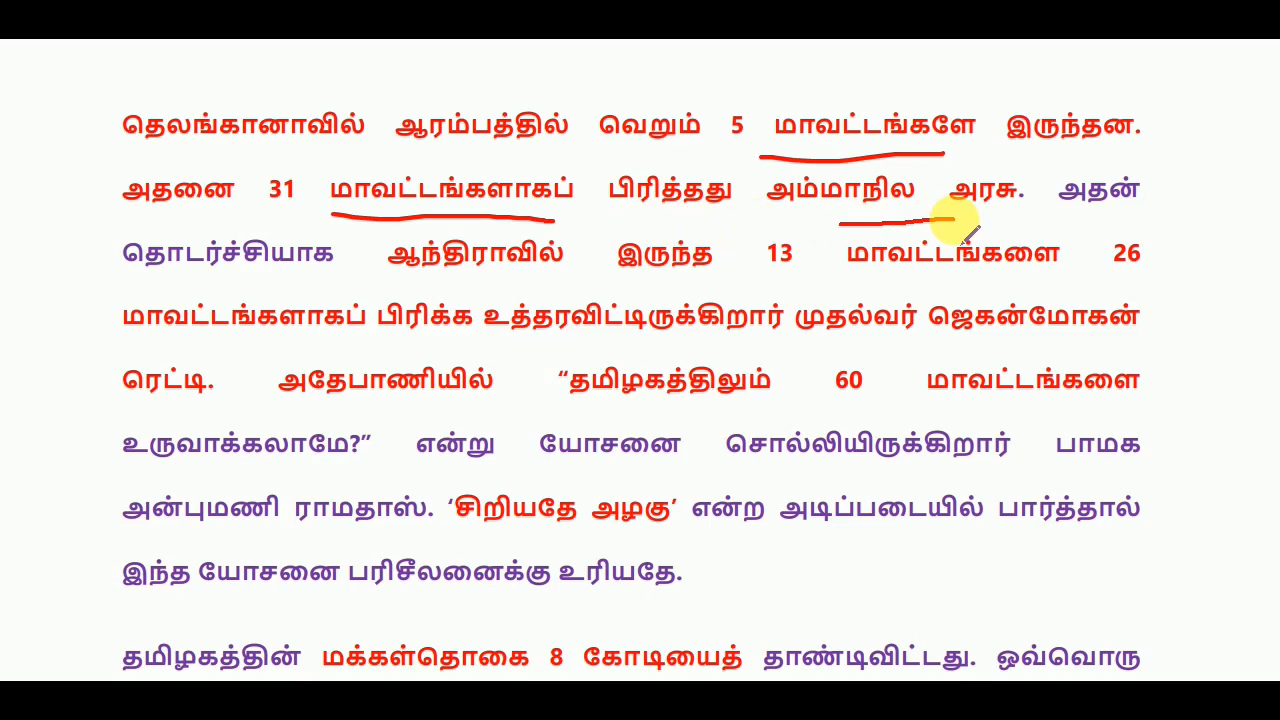 தெலங்கானாவில் ஆரம்பத்தில் வெறும் 5 மாவட்டங்களே இருந்தன.
அதனை 31 மாவட்டங்களாகப் பிரித்தது அம்மாநில அரசு. அதன்
தொடர்ச்சியாக ஆந்திராவில் இருந்த 13 மாவட்டங்களை 26
மாவட்டங்களாகப் பிரிக்க உத்தரவிட்டிருக்கிறார் முதல்வர் ஜெகன்மோகன்
ரெட்டி. அதேபாணியில் “தமிழகத்திலும் 60 மாவட்டங்களை
உருவாக்கலாமே?” என்று யோசனை சொல்லியிருக்கிறார் பாமக
அன்புமணி ராமதாஸ். ‘சிறியதே அழகு’ என்ற அடிப்படையில் பார்த்தால்
இந்த யோசனை பரிசீலனைக்கு உரியதே.
தமிழகத்தின் மக்கள்தொகை 8 கோடியைத் தாண்டிவிட்டது. ஒவ்வொரு